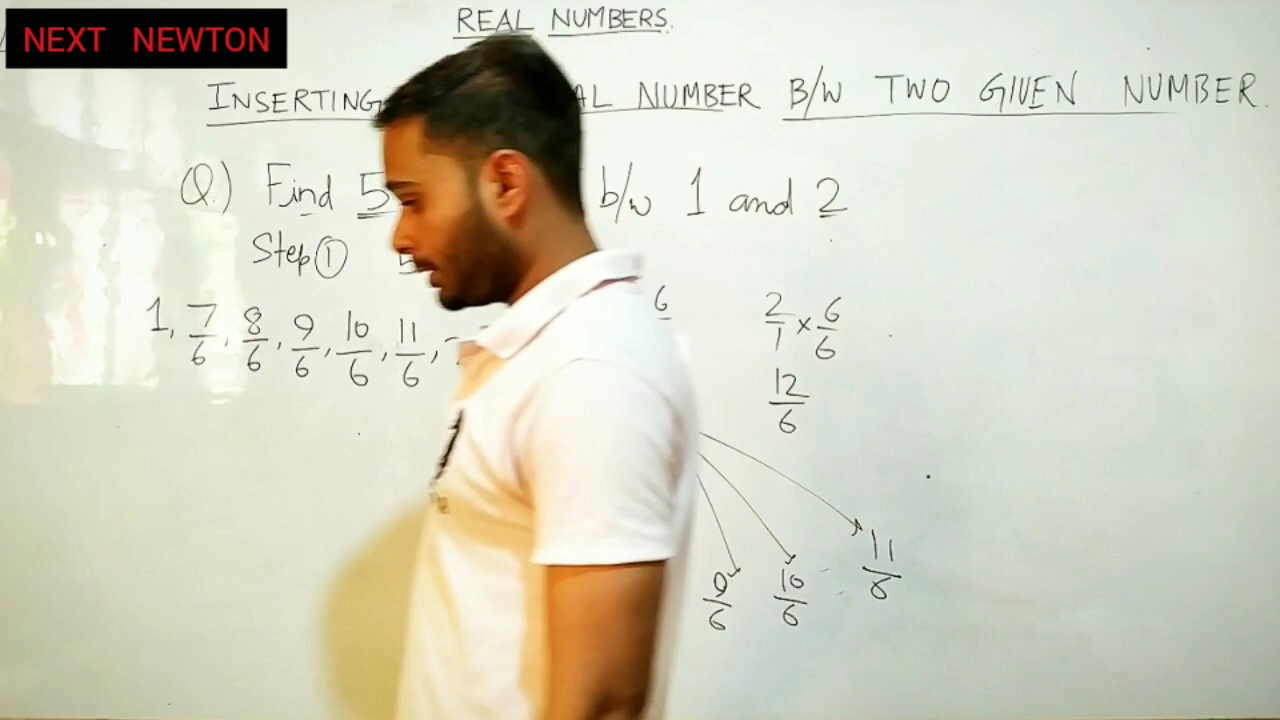 NEXT NEWTON
REAL NUMBERS.
INSERTING NUMBER B/W TWO GIVEN NUMBER.
Q.) Find 5 b/w 1 and 2
Step ① 5
1, 7/6, 8/6, 9/6, 10/6, 11/6,
6
2/1 × 6/6
12/6
9/6 10/6 11/6